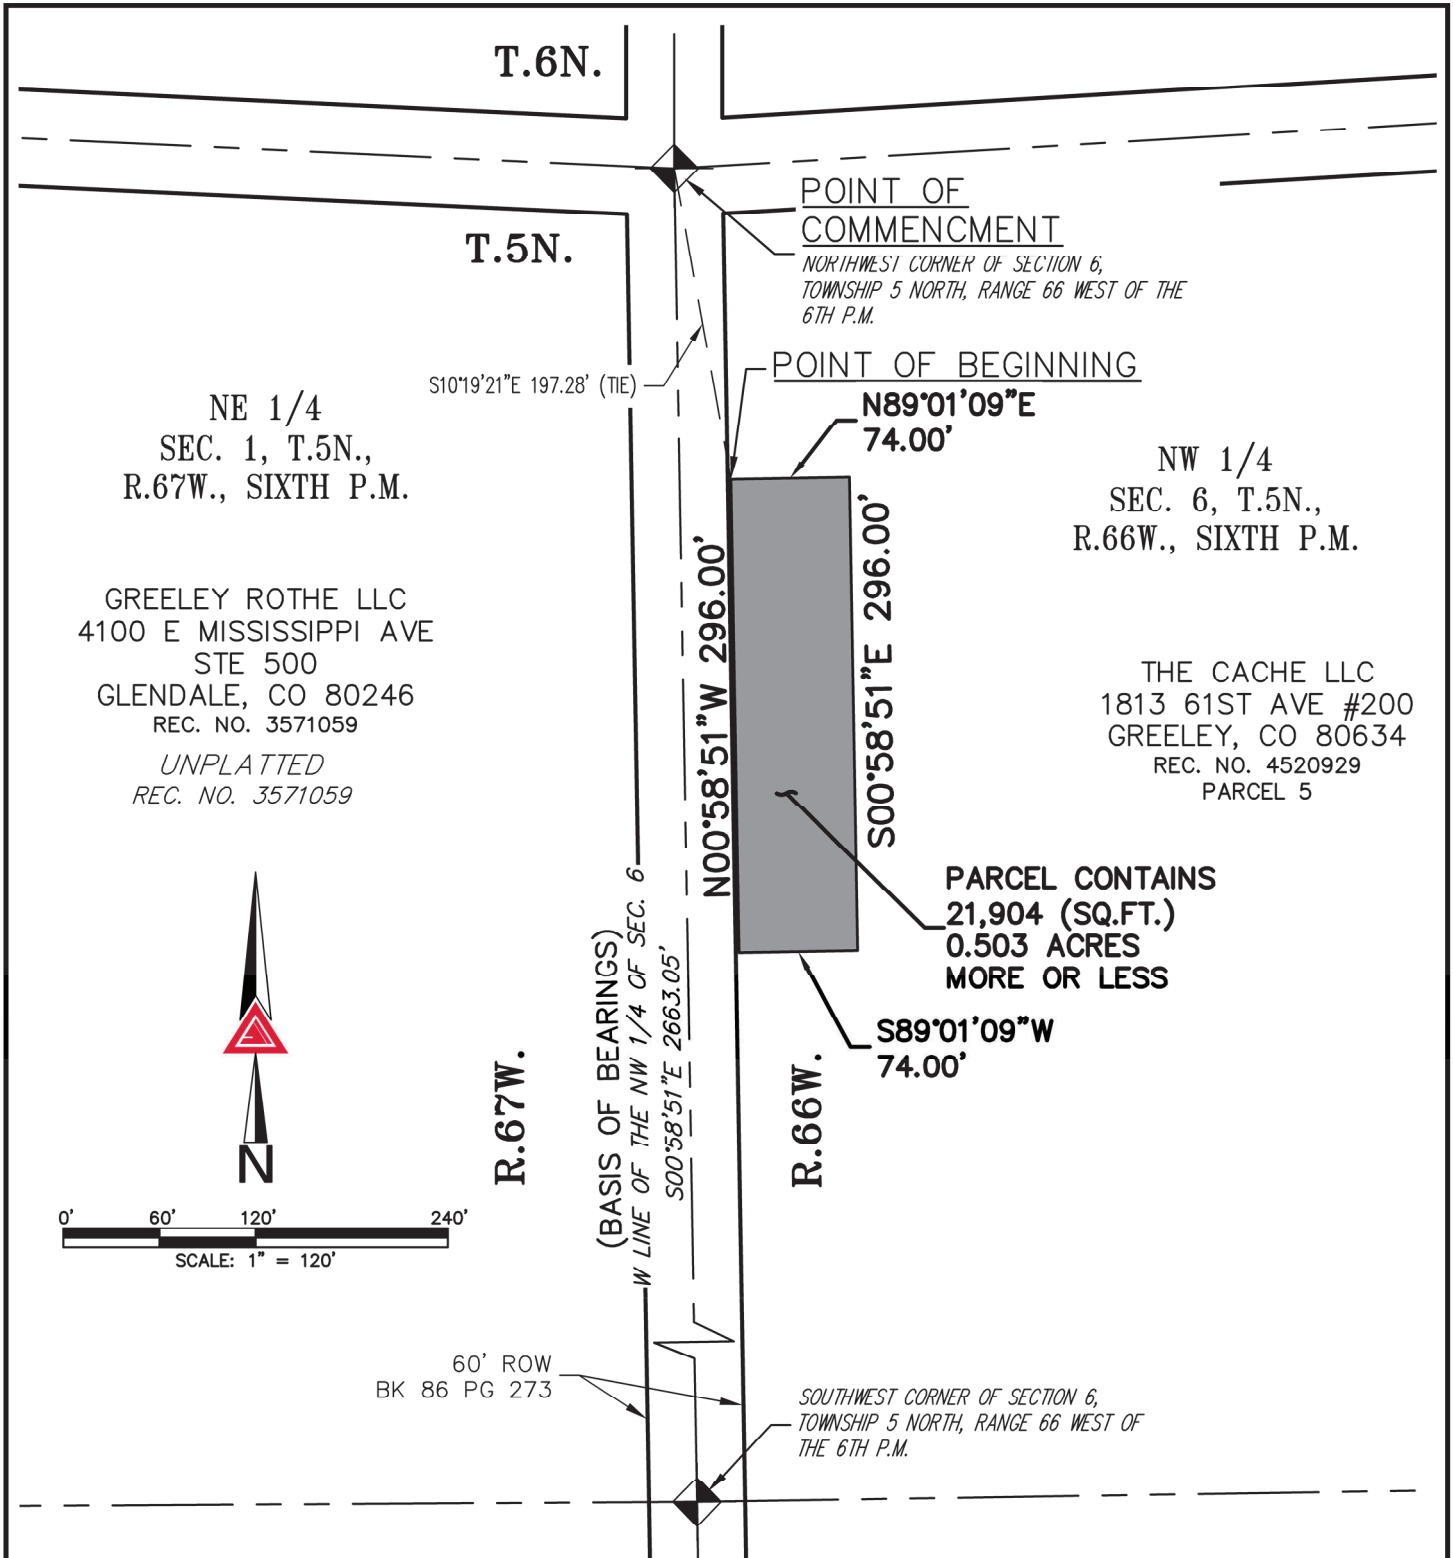 T.6N.
POINT OF
COMMENCMENT
NORTHWEST CORNER OF SECTION 6,
TOWNSHIP 5 NORTH, RANGE 66 WEST OF THE
6TH P.M.
T.5N.
POINT OF BEGINNING
S10°19'21"E 197.28' (TIE)
N89°01'09"E
74.00'
NE 1/4
SEC. 1, T.5N.,
R.67W., SIXTH P.M.
NW 1/4
SEC. 6, T.5N.,
R.66W., SIXTH P.M.
N00°58'51"W 296.00'
S00°58'51"E 296.00'
GREELEY ROTHE LLC
4100 E MISSISSIPPI AVE
STE 500
GLENDALE, CO 80246
REC. NO. 3571059
UNPLATTED
REC. NO. 3571059
THE CACHE LLC
1813 61ST AVE #200
GREELEY, CO 80634
REC. NO. 4520929
PARCEL 5
PARCEL CONTAINS
21,904 (SQ.FT.)
0.503 ACRES
MORE OR LESS
S89°01'09"W
74.00'
(BASIS OF BEARINGS)
W LINE OF THE NW 1/4 OF SEC. 6
S00°58'51"E 2663.05'
R.67W.
R.66W.
N
0' 60' 120' 240'
SCALE: 1" = 120'
60' ROW
BK 86 PG 273
SOUTHWEST CORNER OF SECTION 6,
TOWNSHIP 5 NORTH, RANGE 66 WEST OF
THE 6TH P.M.